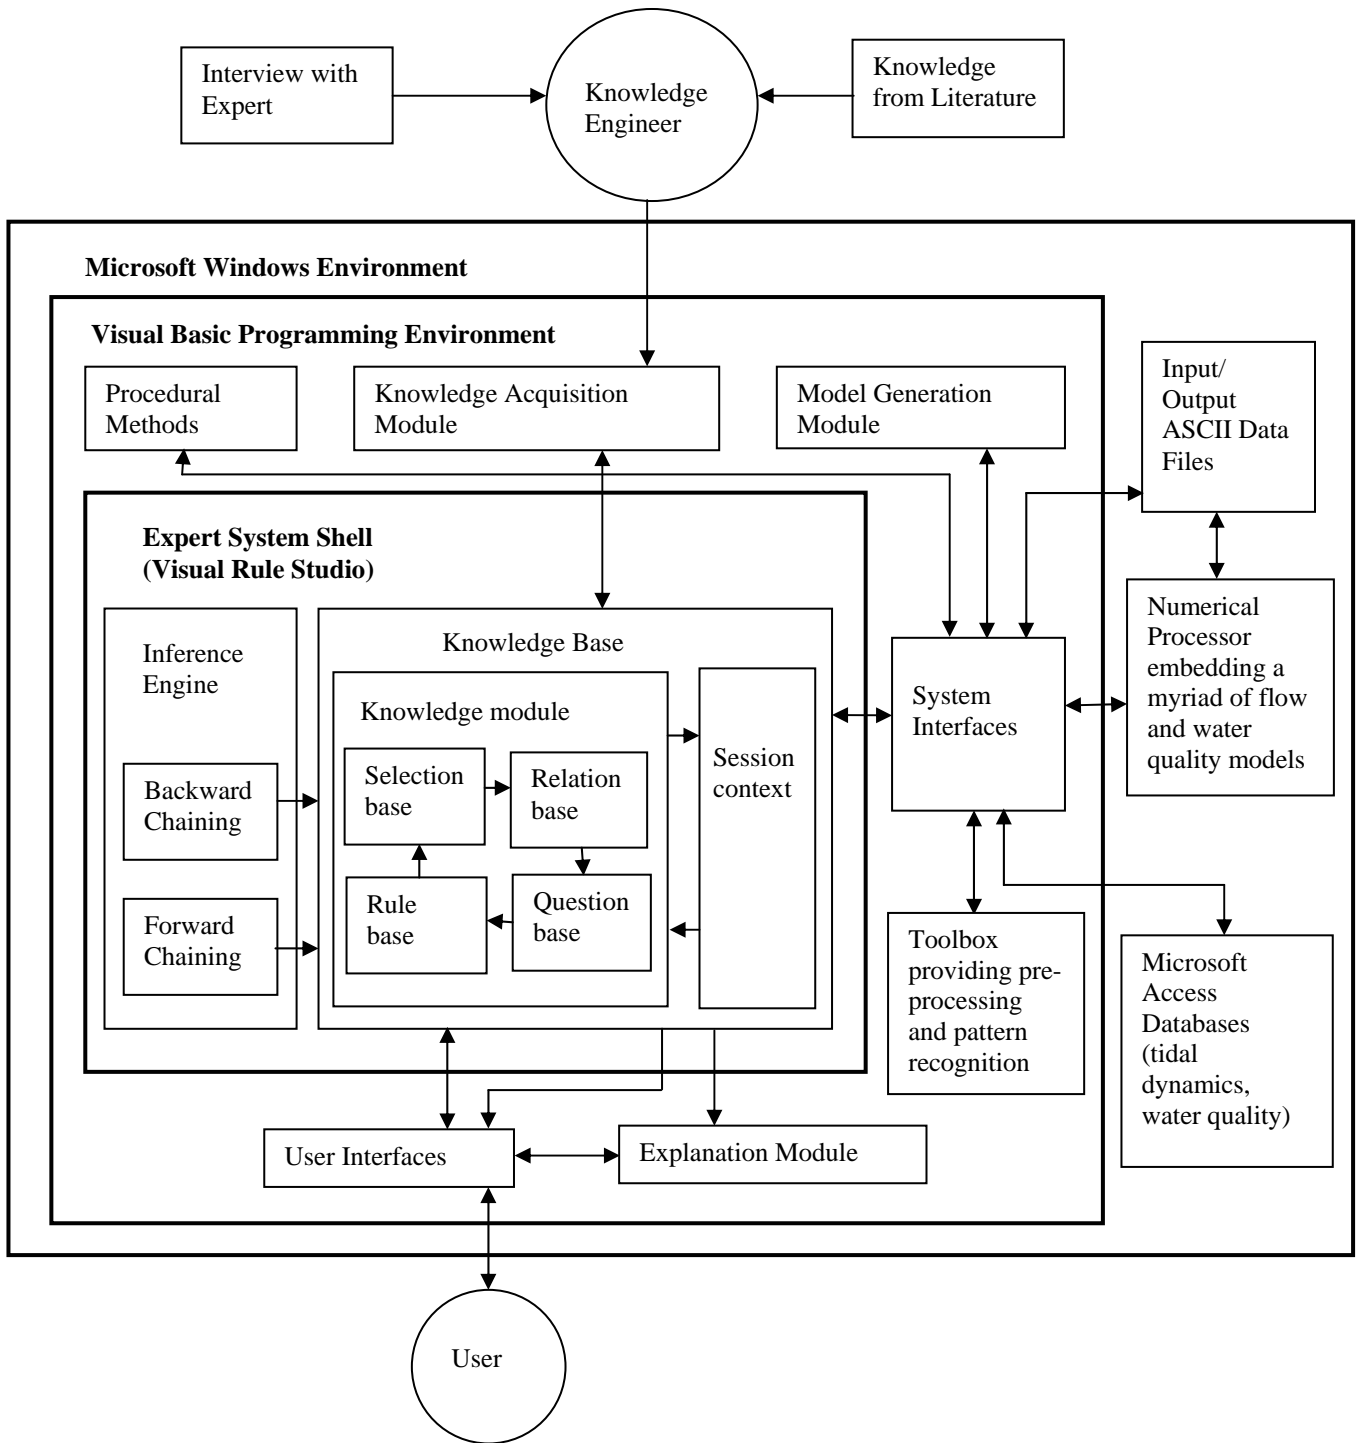 Interview with
Expert
Knowledge
Engineer
Knowledge
from Literature
Microsoft Windows Environment
Visual Basic Programming Environment
Procedural
Methods
Knowledge Acquisition
Module
Model Generation
Module
Input/
Output
ASCII Data
Files
Expert System Shell
(Visual Rule Studio)
Inference
Engine
Backward
Chaining
Forward
Chaining
Knowledge Base
Knowledge module
Selection
base
Relation
base
Rule
base
Question
base
Session
context
System
Interfaces
Numerical
Processor
embedding a
myriad of flow
and water
quality models
Toolbox
providing pre-
processing
and pattern
recognition
Microsoft
Access
Databases
(tidal
dynamics,
water quality)
User Interfaces
Explanation Module
User